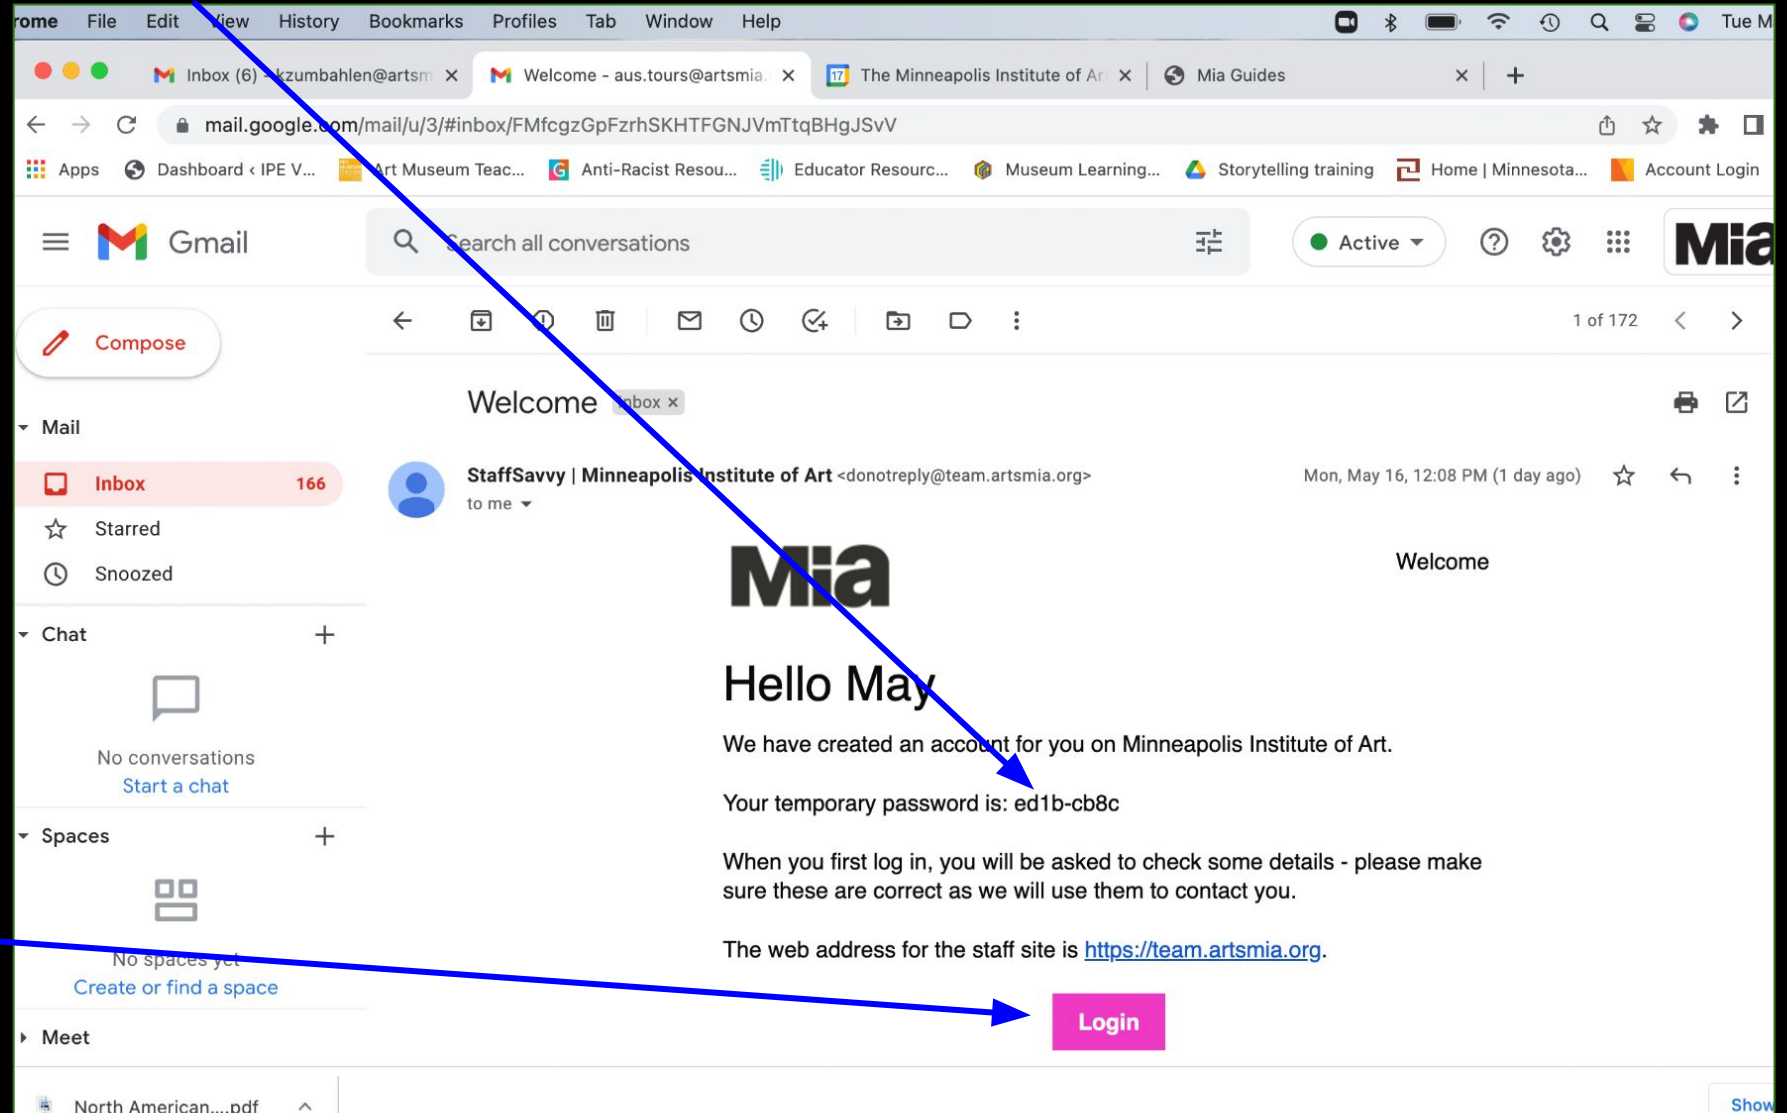 rome File Edit View History Bookmarks Profiles Tab Window Help Tue M
Inbox (6) - kzumbahlen@artsm Welcome - aus.tours@artsmia. 17 The Minneapolis Institute of Ar Mia Guides
mail.google.com/mail/u/3/#inbox/FMfcgzGpFzrhSKHTFGNJVmTtqBHgJSvV
Apps Dashboard ‹ IPE V... Art Museum Teac... Anti-Racist Resou... Educator Resourc... Museum Learning... Storytelling training Home | Minnesota... Account Login
Gmail Search all conversations Active Mia
Compose
1 of 172
Welcome Inbox ×
Mail
StaffSavvy | Minneapolis Institute of Art <donotreply@team.artsmia.org> Mon, May 16, 12:08 PM (1 day ago)
to me
Inbox 166
Starred
Snoozed
Chat
No conversations
Start a chat
Spaces
No spaces yet
Create or find a space
Meet
Mia Welcome
Hello May
We have created an account for you on Minneapolis Institute of Art.
Your temporary password is: ed1b-cb8c
When you first log in, you will be asked to check some details - please make
sure these are correct as we will use them to contact you.
The web address for the staff site is https://team.artsmia.org.
Login
North American....pdf Show